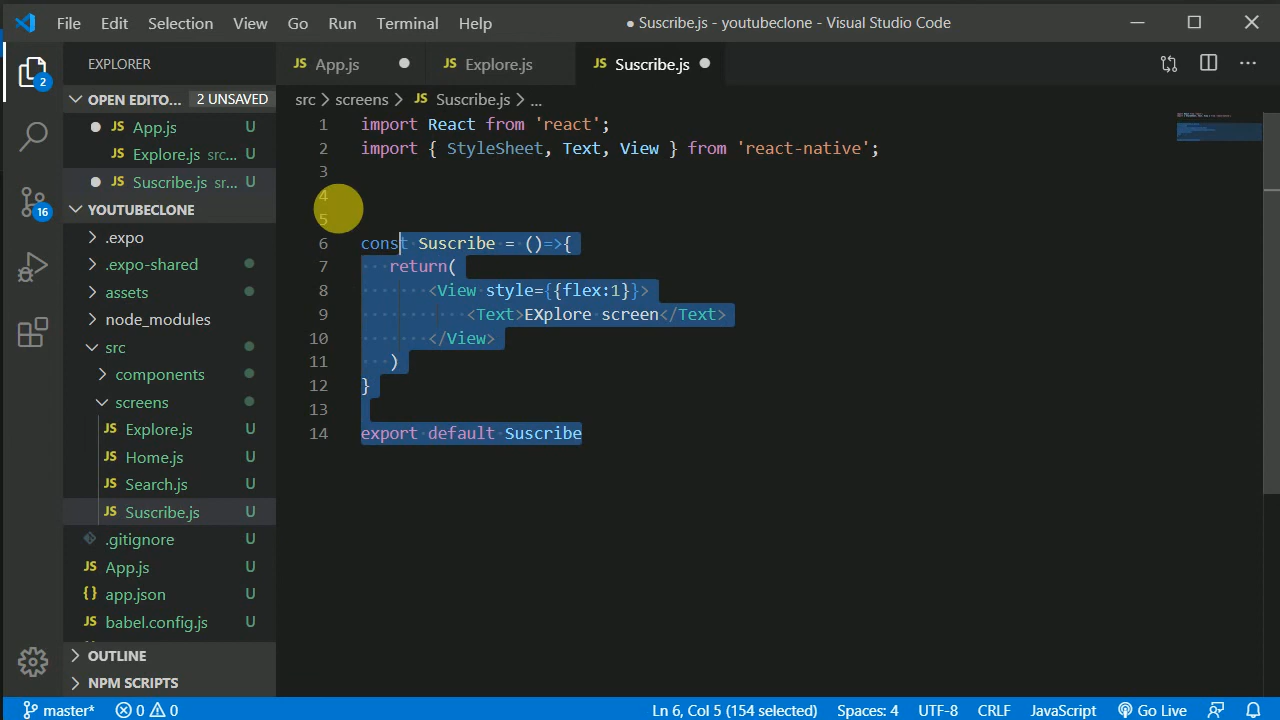 File Edit Selection View Go Run Terminal Help ● Suscribe.js - youtubeclone - Visual Studio Code
EXPLORER
JS App.js ● JS Explore.js JS Suscribe.js ●
OPEN EDITO... 2 UNSAVED
● JS App.js U
JS Explore.js src... U
● JS Suscribe.js sr... U
YOUTUBECLONE
> .expo
> .expo-shared
> assets
> node_modules
src
> components
screens
JS Explore.js U
JS Home.js U
JS Search.js U
JS Suscribe.js U
.gitignore U
JS App.js U
{ } app.json U
JS babel.config.js U
> OUTLINE
> NPM SCRIPTS
2
16
src > screens > JS Suscribe.js > ...
1 import React from 'react';
2 import { StyleSheet, Text, View } from 'react-native';
3
4
5
6 const Suscribe = ()=>{
7 return(
8 <View style={{flex:1}}>
9 <Text>EXplore screen</Text>
10 </View>
11 )
12 }
13
14 export default Suscribe
master* 0 0 Ln 6, Col 5 (154 selected) Spaces: 4 UTF-8 CRLF JavaScript Go Live